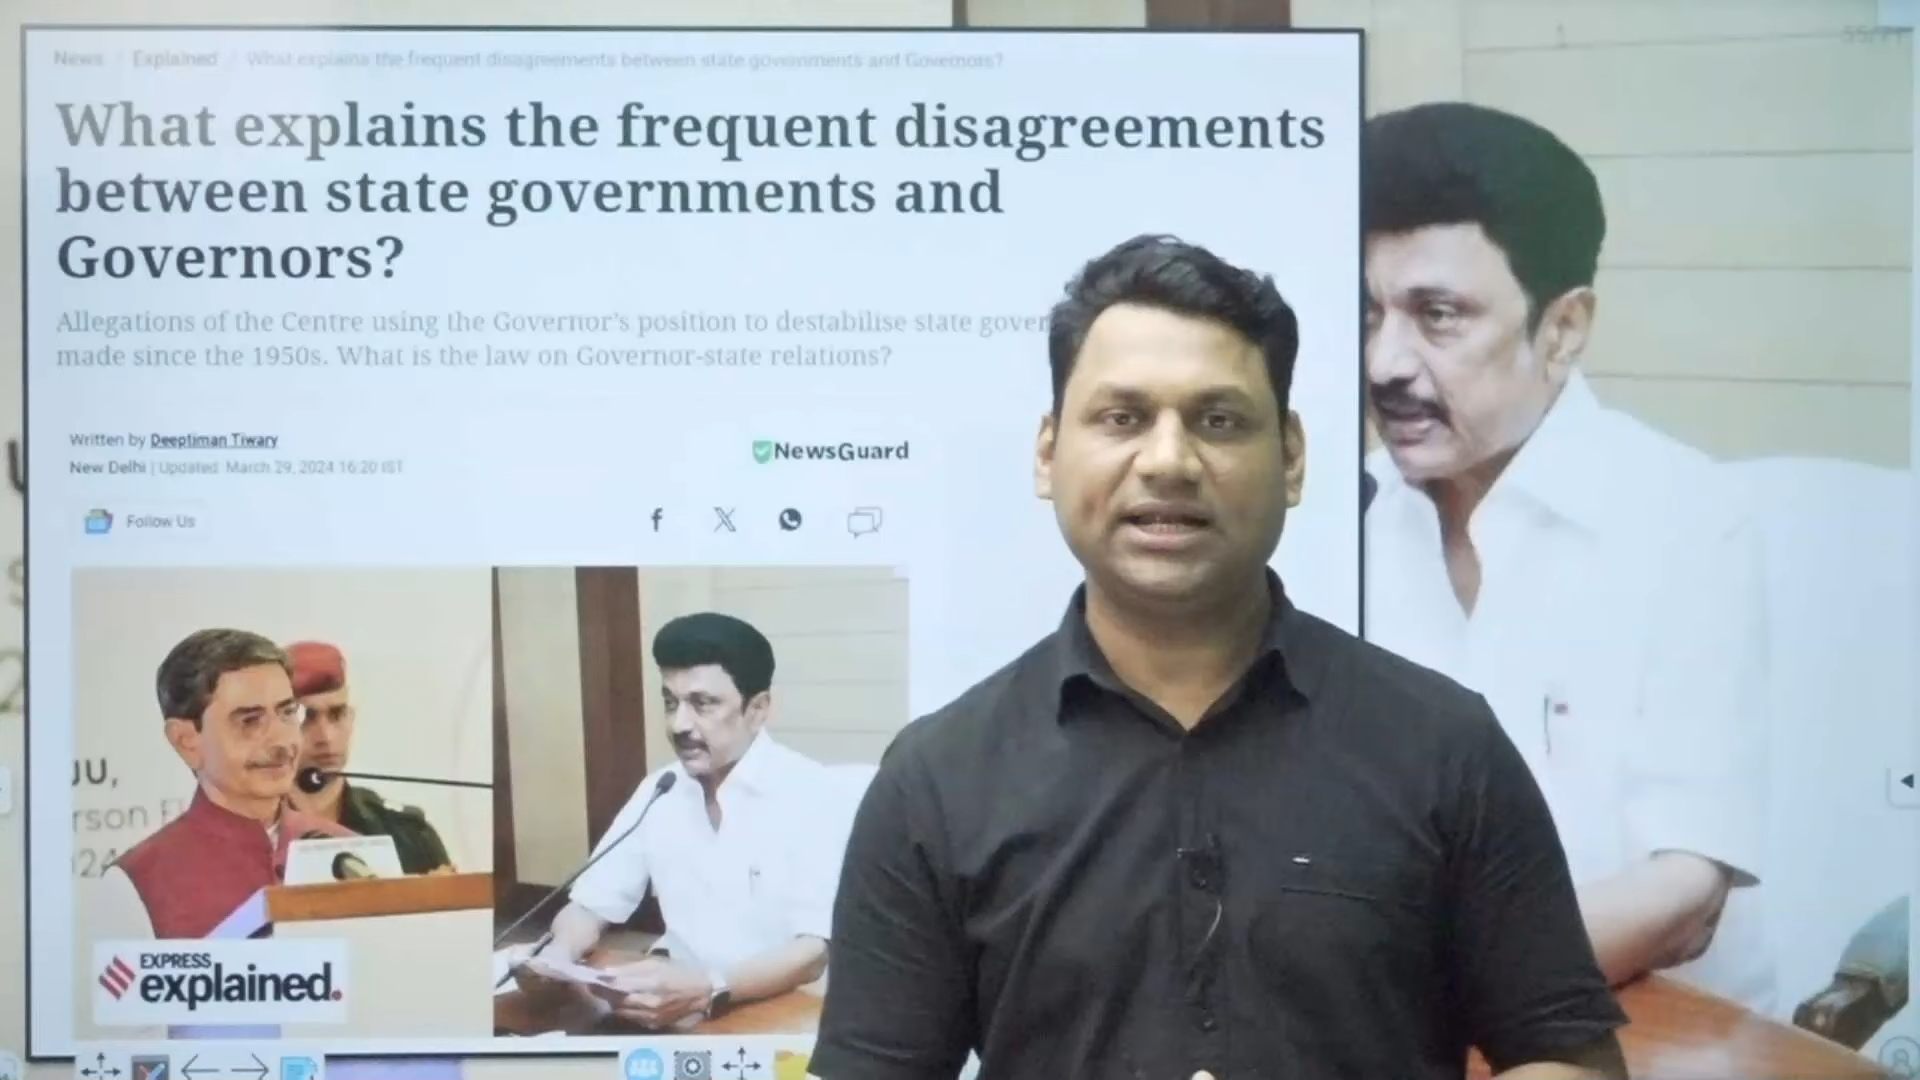 News / Explained / What explains the frequent disagreements between state governments and Governors?
What explains the frequent disagreements
between state governments and
Governors?
Allegations of the Centre using the Governor's position to destabilise state
made since the 1950s. What is the law on Governor-state relations?
Written by Deeptiman Tiwary
New Delhi | Updated: March 29, 2024 16:20 IST
NewsGuard
Follow Us
JU,
rson
EXPRESS
explained.